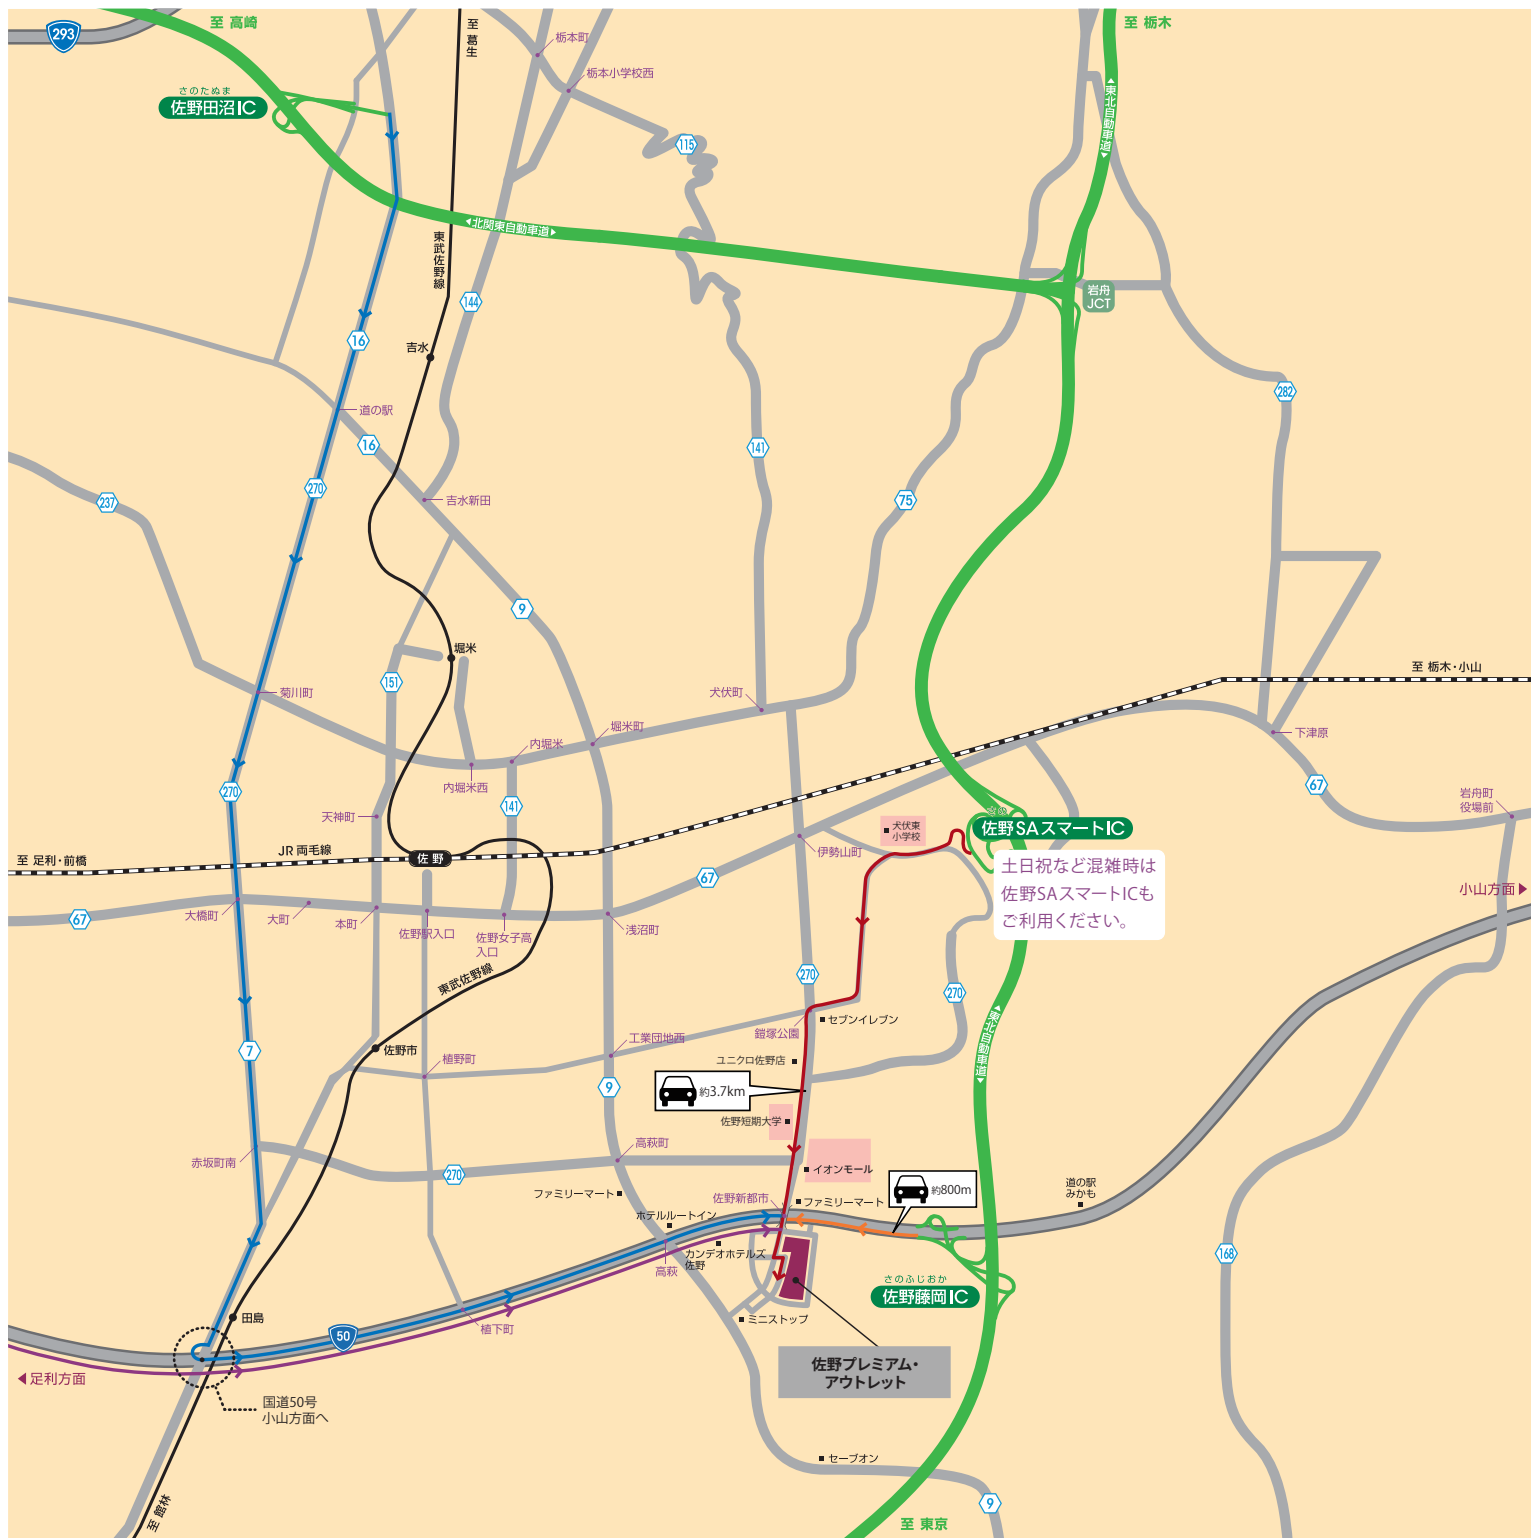 293
至 高崎
至 葛生
栃本町
栃本小学校西
至 栃木
さのたぬま
佐野田沼IC
115
東北自動車道
北関東自動車道
東武佐野線
岩舟
JCT
144
16
吉水
282
道の駅
16
141
270
237
吉水新田
75
9
堀米
151
至 栃木・小山
菊川町
犬伏町
堀米町
下津原
内堀米
内堀米西
270
141
67
岩舟町
役場前
天神町
犬伏東
小学校
さの
佐野SAスマートIC
伊勢山町
JR 両毛線
佐野
至 足利・前橋
土日祝など混雑時は
佐野SAスマートICも
ご利用ください。
67
小山方面
67
大橋町
大町
本町
佐野駅入口
佐野女子高
入口
浅沼町
東武佐野線
270
270
セブンイレブン
鎧塚公園
東北自動車道
工業団地西
佐野市
植野町
7
ユニクロ佐野店
9
約3.7km
佐野短期大学
高萩町
赤坂町南
270
イオンモール
ファミリーマート
佐野新都市
ファミリーマート
約800m
道の駅
みかも
ホテルルートイン
カンデオホテルズ
佐野
高萩
168
さのふじおか
佐野藤岡IC
田島
植下町
ミニストップ
50
佐野プレミアム・
アウトレット
足利方面
国道50号
小山方面へ
セーブオン
9
至 館林
至 東京